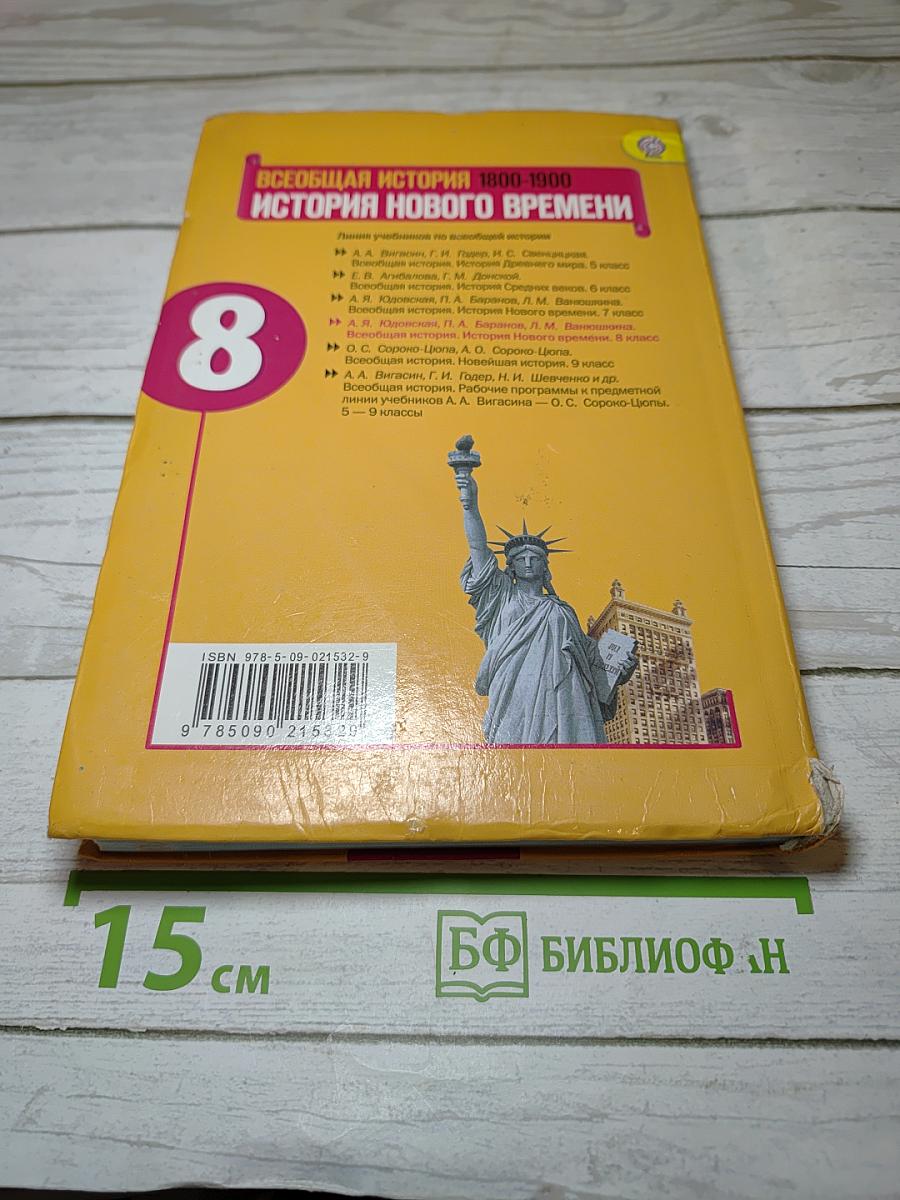 ВСЕОБЩАЯ ИСТОРИЯ 1800-1900
ИСТОРИЯ НОВОГО ВРЕМЕНИ
Линия учебников по всеобщей истории
А. А. Вигасин, Г. И. Годер, И. С. Свенцицкая.
Всеобщая история. История Древнего мира. 5 класс
Е. В. Агибалова, Г. М. Донской.
Всеобщая история. История Средних веков. 6 класс
А. Я. Юдовская, П. А. Баранов, Л. М. Ванюшкина.
Всеобщая история. История Нового времени. 7 класс
А. Я. Юдовская, П. А. Баранов, Л. М. Ванюшкина.
Всеобщая история. История Нового времени. 8 класс
О. С. Сороко-Цюпа, А. О. Сороко-Цюпа.
Всеобщая история. Новейшая история. 9 класс
А. А. Вигасин, Г. И. Годер, Н. И. Шевченко и др.
Всеобщая история. Рабочие программы к предметной
линии учебников А. А. Вигасина — О. С. Сороко-Цюпы.
5 — 9 классы
8
ISBN 978-5-09-021532-9
9 785090 215329
15 см
БФ БИБЛИОФ